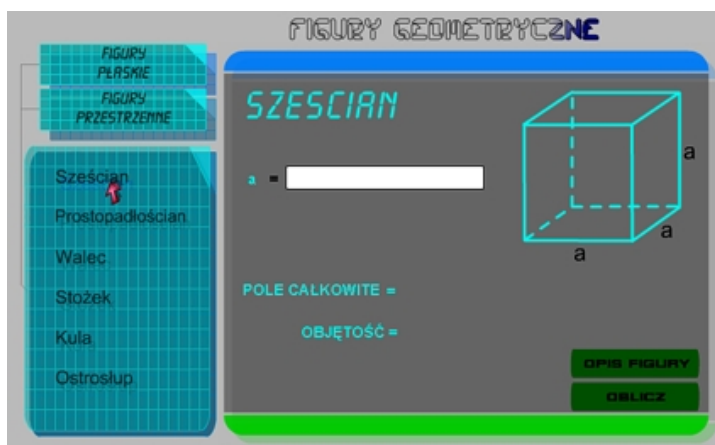 FIGURY GEOMETRYCZNE
FIGURY
PŁASKIE
FIGURY
PRZESTRZENNE
Sześcian
Prostopadłościan
Walec
Stożek
Kula
Ostrosłup
SZESCIAN
a =
a
a
a
POLE CAŁKOWITE =
OBJĘTOŚĆ =
OPIS FIGURY
OBLICZ